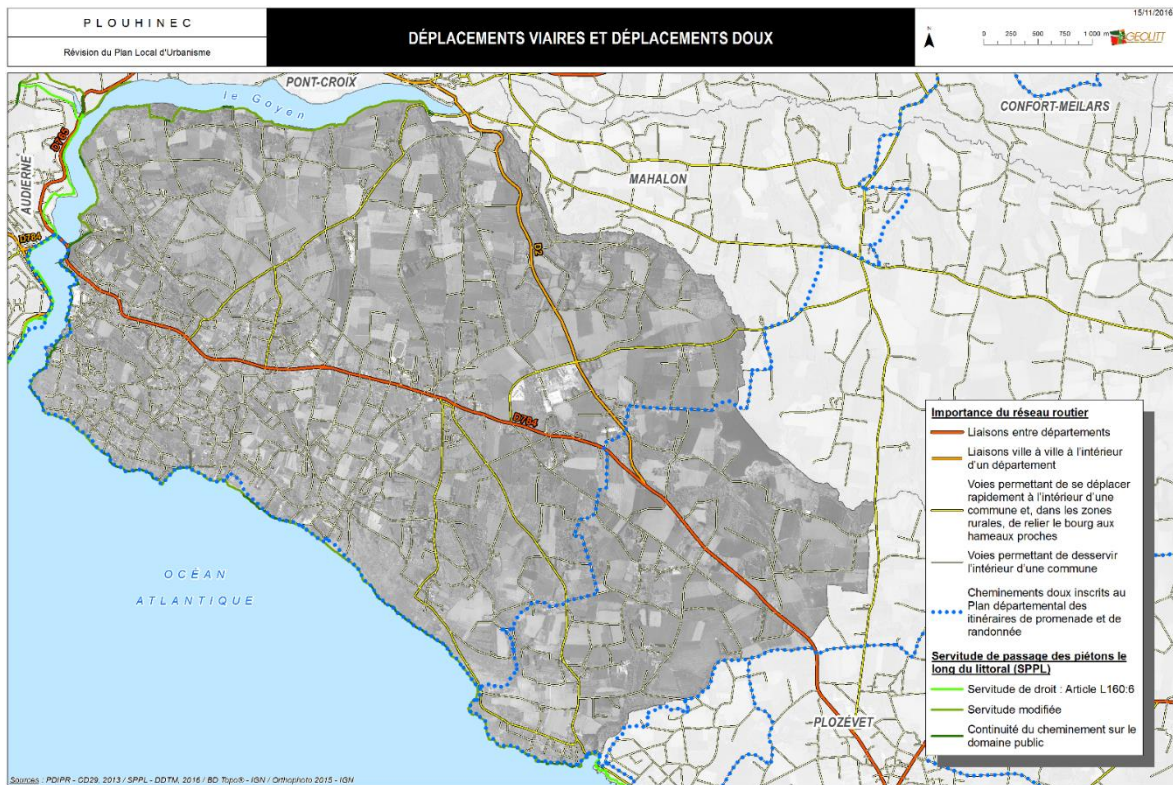 PLOUHINEC
Révision du Plan Local d'Urbanisme
DÉPLACEMENTS VIAIRES ET DÉPLACEMENTS DOUX
15/11/2016
N
0 250 500 750 1 000 m
GEOLITT
PONT-CROIX
le Goyen
CONFORT-MEILARS
D765
AUDIERNE
MAHALON
D784
D2
D784
OCÉAN
ATLANTIQUE
PLOZÉVET
Importance du réseau routier
Liaisons entre départements
Liaisons ville à ville à l'intérieur
d'un département
Voies permettant de se déplacer
rapidement à l'intérieur d'une
commune et, dans les zones
rurales, de relier le bourg aux
hameaux proches
Voies permettant de desservir
l'intérieur d'une commune
Cheminements doux inscrits au
Plan départemental des
itinéraires de promenade et de
randonnée
Servitude de passage des piétons le
long du littoral (SPPL)
Servitude de droit : Article L160:6
Servitude modifiée
Continuité du cheminement sur le
domaine public
Sources : PDIPR - CD29, 2013 / SPPL - DDTM, 2016 / BD Topo® - IGN / Orthophoto 2015 - IGN